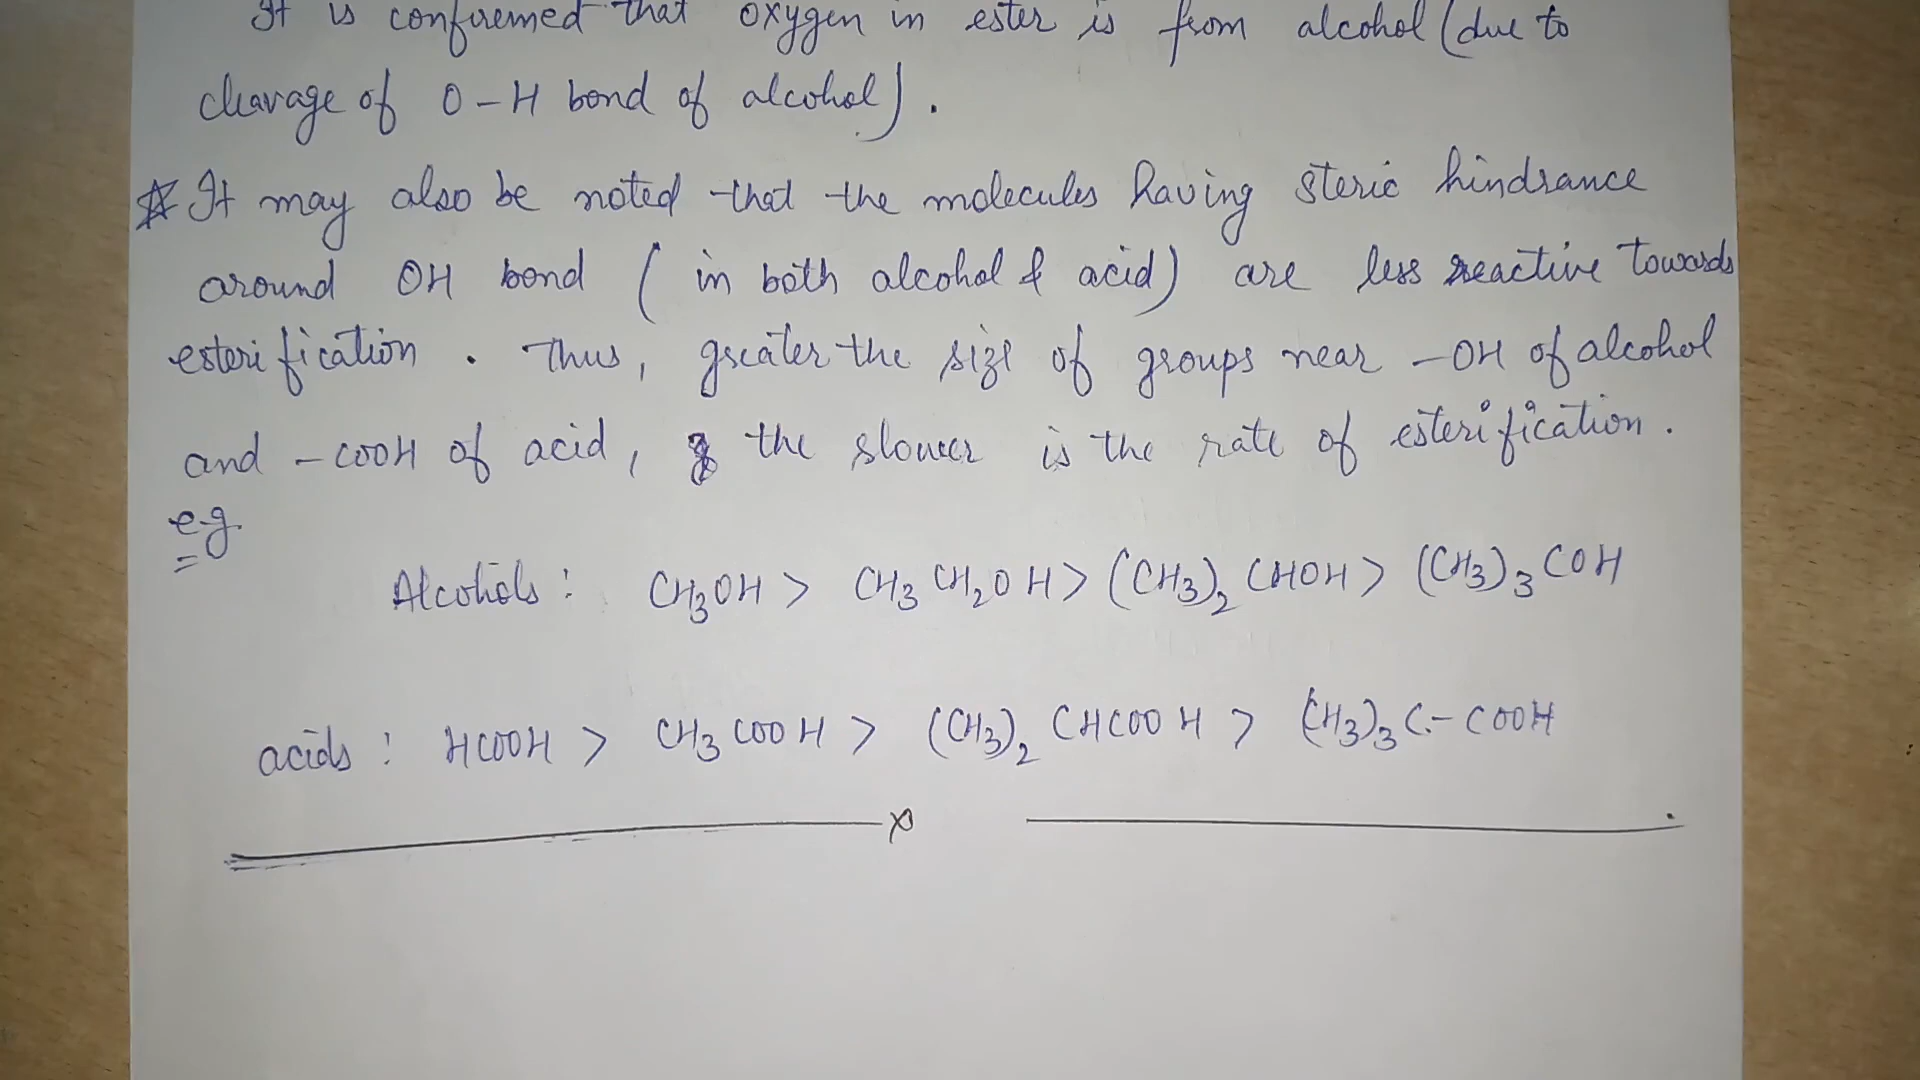 It is confiremed that oxygen in ester is from alcohol (due to
cleavage of O-H bond of alcohol).
☆ It may also be noted that the molecules having steric hindrance
around OH bond (in both alcohol & acid) are less reactive towards
esterification. Thus, greater the size of groups near -OH of alcohol
and -COOH of acid, the slower is the rate of esterification.
e.g
Alcohols: CH₃OH > CH₃CH₂OH > (CH₃)₂CHOH > (CH₃)₃COH
acids: HCOOH > CH₃COOH > (CH₃)₂CHCOOH > (CH₃)₃C-COOH
x